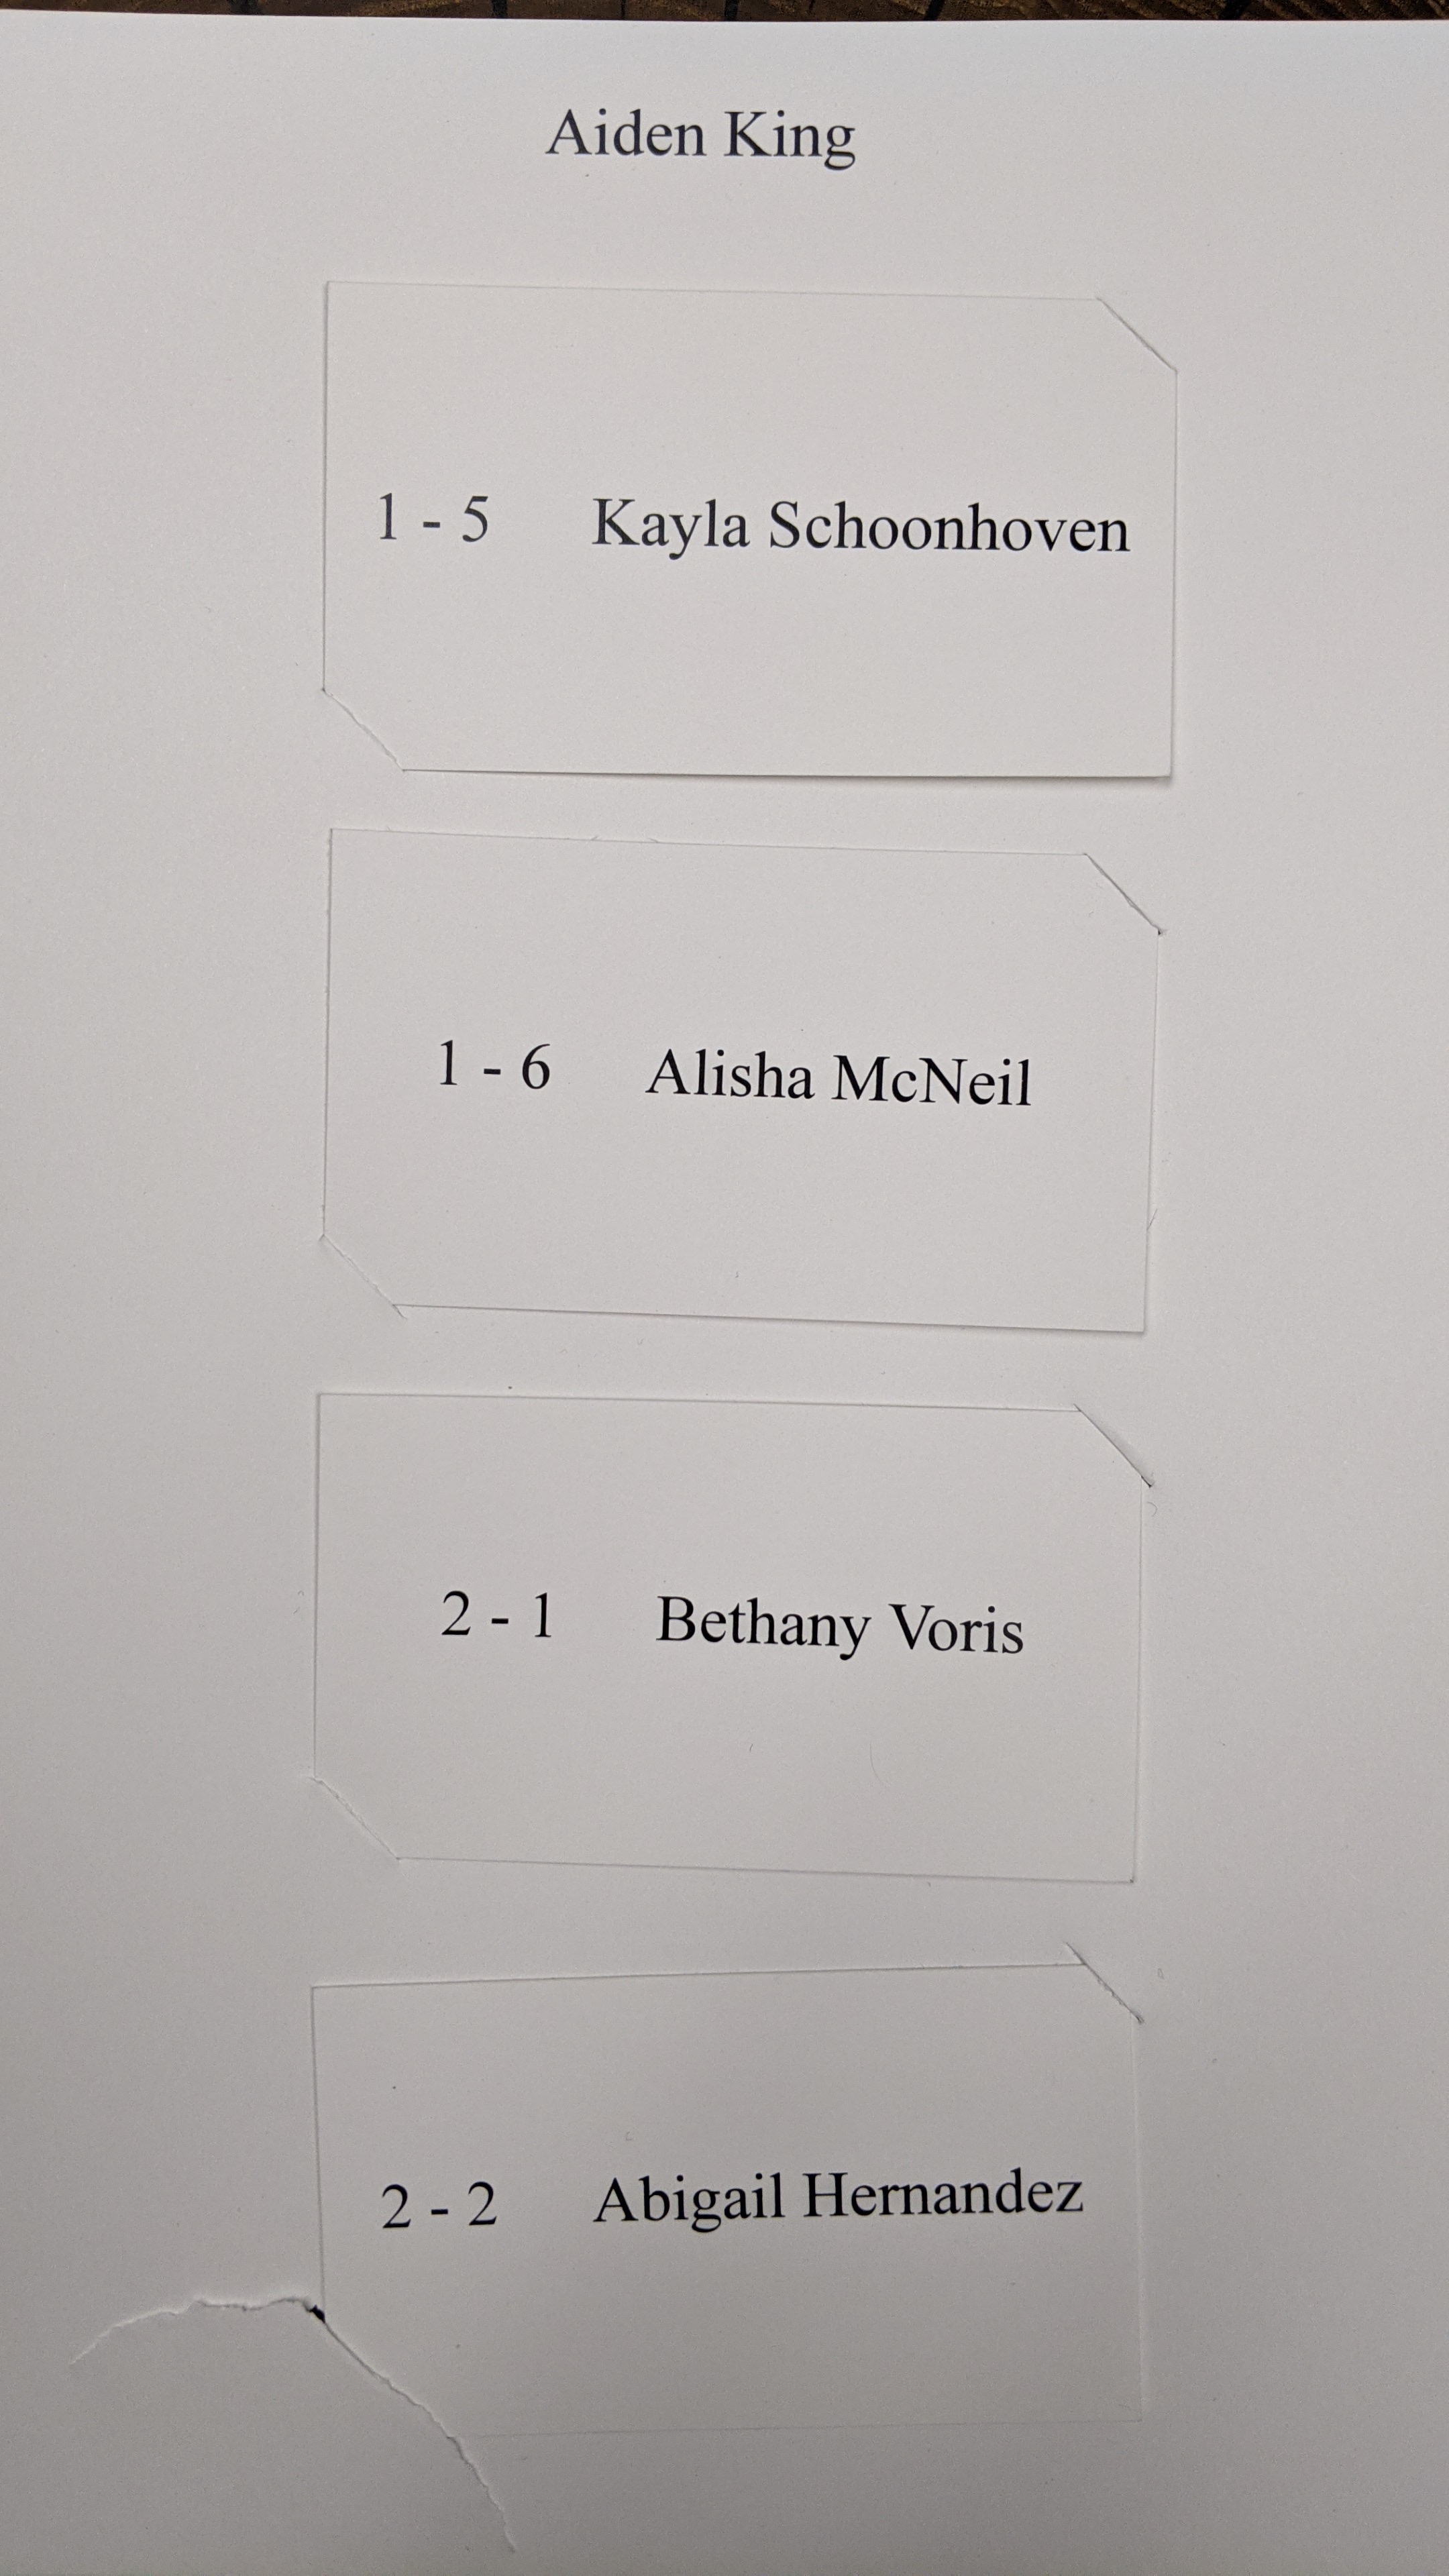 Aiden King
1 - 5 Kayla Schoonhoven
1 - 6 Alisha McNeil
2 - 1 Bethany Voris
2 - 2 Abigail Hernandez